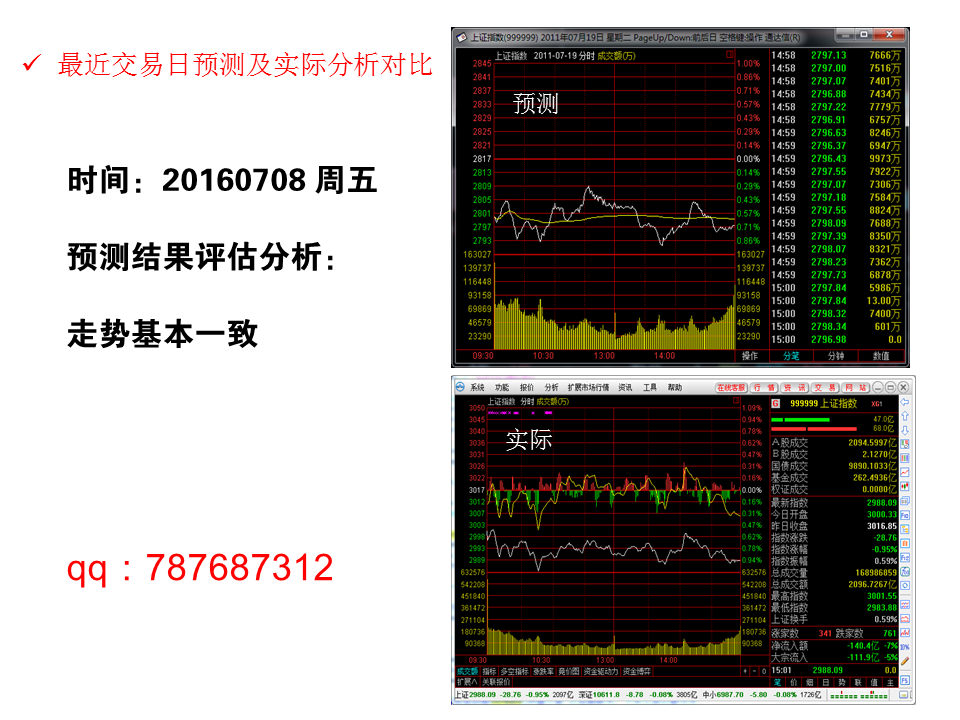 ✓ 最近交易日预测及实际分析对比
时间：20160708 周五
预测结果评估分析：
走势基本一致
qq：787687312
上证指数(999999) 2011年07月19日 星期二 PageUp/Down:前后日 空格键:操作 通达信(R)
上证指数 2011-07-19 分时 成交额(万)
预测
2845 1.00%
2841 0.86%
2837 0.71%
2833 0.57%
2829 0.43%
2825 0.29%
2821 0.14%
2817 0.00%
2813 0.14%
2809 0.29%
2805 0.43%
2801 0.57%
2797 0.71%
2793 0.86%
163027 163027
139737 139737
116448 116448
93158 93158
69869 69869
46579 46579
23290 23290
09:30 10:30 13:00 14:00 操作 分笔 分钟 数值
14:58 2797.13 7666万
14:58 2797.00 7516万
14:58 2797.07 7401万
14:58 2796.88 7434万
14:58 2797.22 7779万
14:58 2796.91 6757万
14:59 2796.63 8246万
14:59 2796.37 6947万
14:59 2796.43 9973万
14:59 2797.55 7922万
14:59 2797.07 7306万
14:59 2797.18 7584万
14:59 2797.55 8824万
14:59 2798.09 7688万
14:59 2797.39 8350万
14:59 2798.07 8321万
14:59 2798.23 7362万
14:59 2797.73 6878万
15:00 2797.84 5986万
15:00 2797.84 13.00万
15:00 2798.32 7400万
15:00 2798.34 601万
15:00 2796.98 0.0
系统 功能 报价 分析 扩展市场行情 资讯 工具 帮助 在线客服 行情 资讯 交易 网站
上证指数 分时 成交额(万)
实际
3050 1.09%
3045 0.94%
3040 0.78%
3036 0.62%
3031 0.47%
3026 0.31%
3022 0.16%
3017 0.00%
3012 0.16%
3007 0.31%
3003 0.47%
2998 0.62%
2993 0.78%
2989 0.94%
632576 632576
542208 542208
451840 451840
361472 361472
271104 271104
180736 180736
90368 90368
09:30 10:30 13:00 14:00
G 999999 上证指数 XG1
47.0亿
68.0亿
A股成交 2094.5997亿
B股成交 2.1270亿
国债成交 9890.1033亿
基金成交 262.4936亿
权证成交 0.0000亿
最新指数 2988.09
今日开盘 3000.33
昨日收盘 3016.85
指数涨跌 -28.76
指数涨幅 -0.95%
指数振幅 0.59%
总成交量 168986859
总成交额 2096.7267亿
最高指数 3001.55
最低指数 2983.88
上证换手 0.59%
涨家数 341 跌家数 761
净流入额 -140.4亿 -7%
大宗流入 -111.9亿 -5%
15:01 2988.09 0.0
成交额 指标 多空指标 涨跌率 竞价图 资金驱动力 资金博弈
扩展∧ 关联报价
笔 价 细 日 势 联 值 主
上证2988.09 -28.76 -0.95% 2097亿 深证10611.8 -8.78 -0.08% 3805亿 中小6987.70 -5.80 -0.08% 1726亿